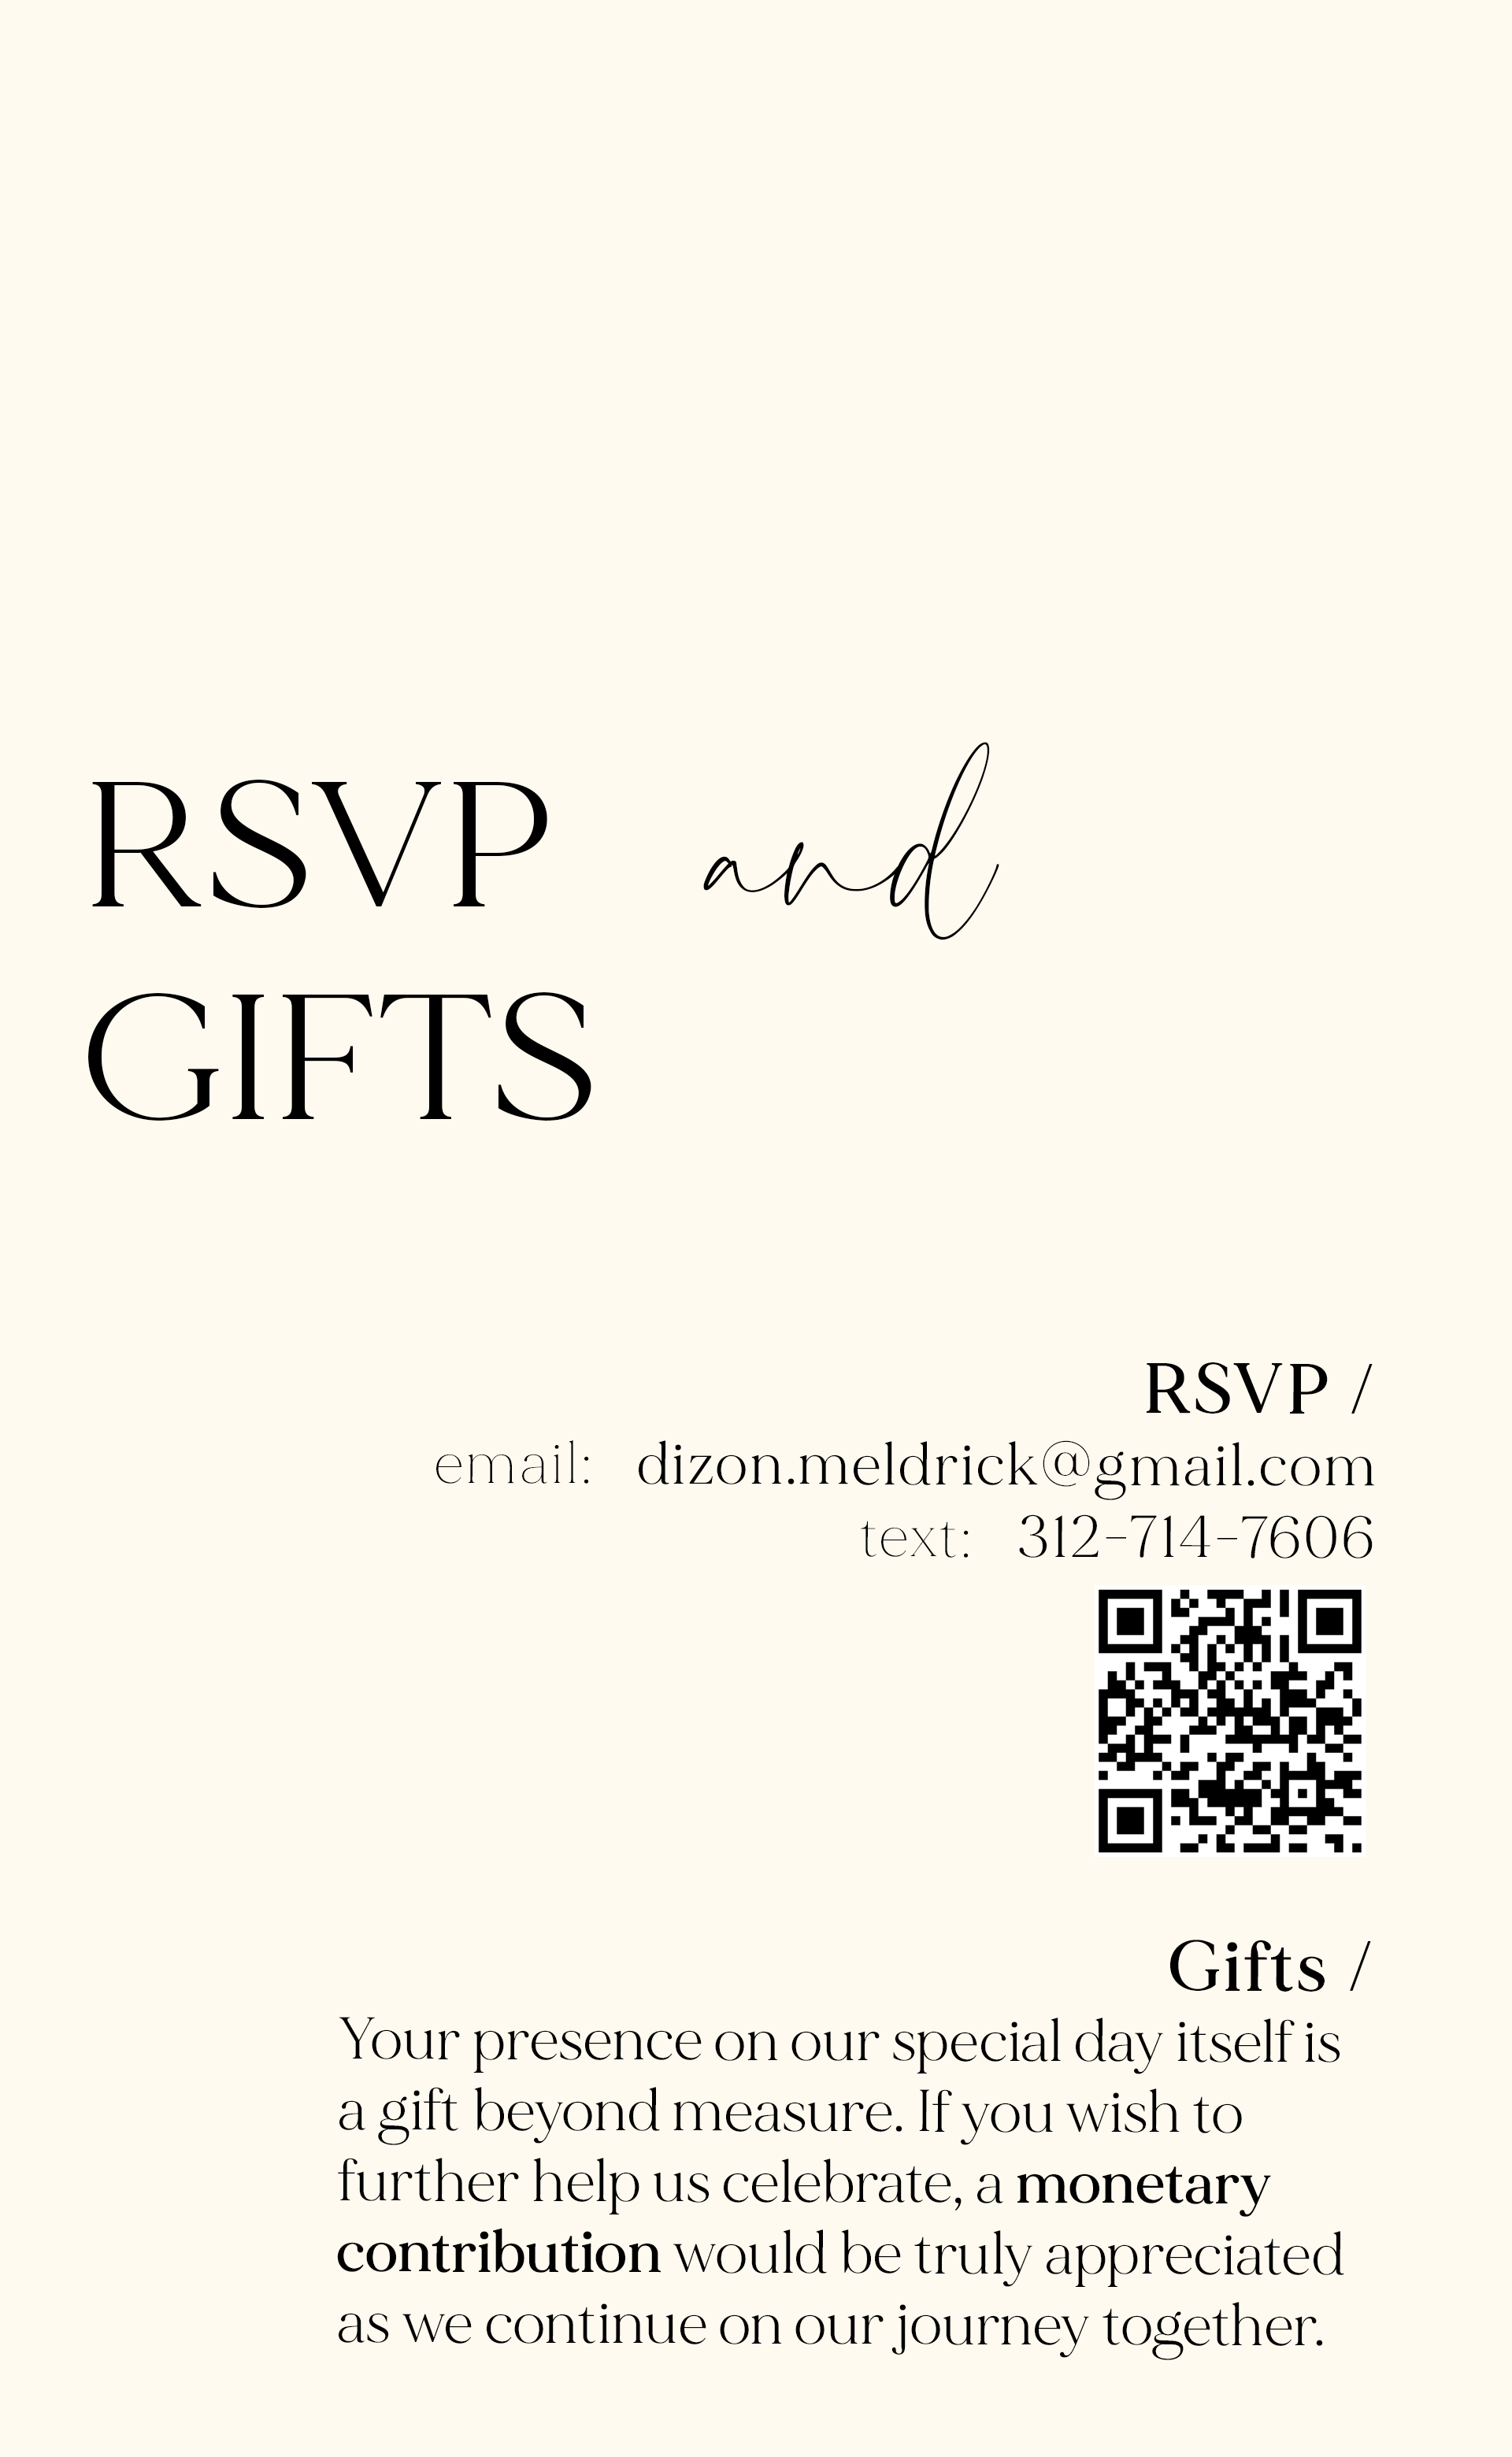 RSVP and
GIFTS
RSVP /
email: dizon.meldrick@gmail.com
text: 312-714-7606
Gifts /
Your presence on our special day itself is
a gift beyond measure. If you wish to
further help us celebrate, a monetary
contribution would be truly appreciated
as we continue on our journey together.